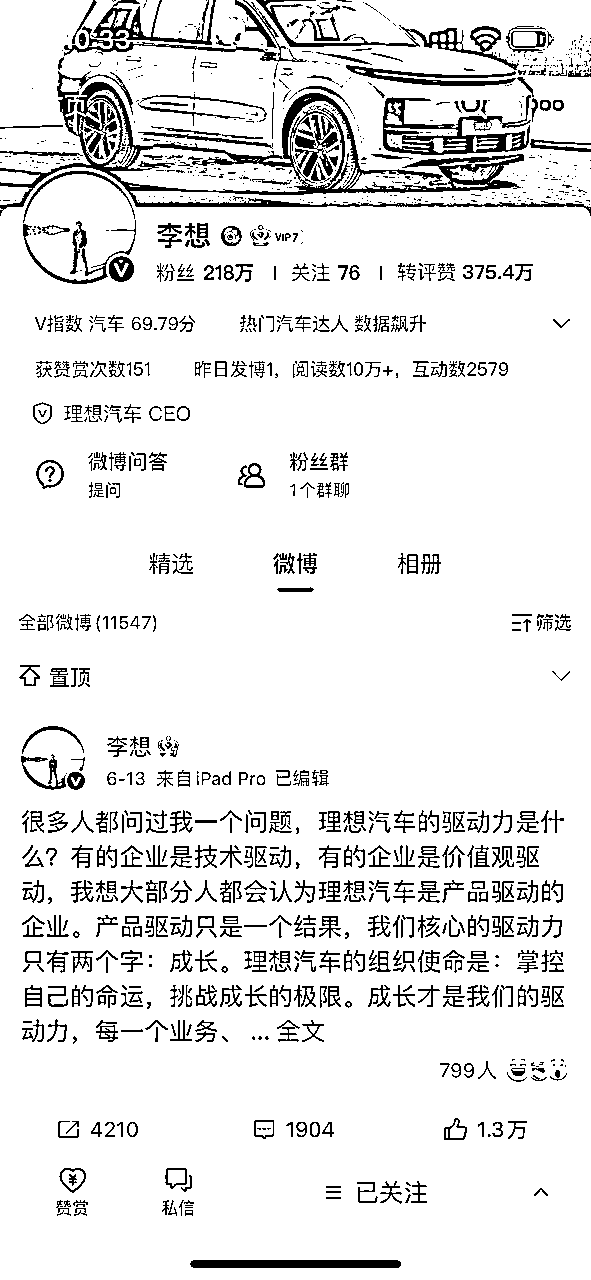 0:33
李想 VIP7
粉丝 218万 | 关注 76 | 转评赞 375.4万
V指数 汽车 69.79分 热门汽车达人 数据飙升
获赞赏次数151 昨日发博1，阅读数10万+，互动数2579
理想汽车 CEO
微博问答 粉丝群
提问 1个群聊
精选 微博 相册
全部微博(11547) 筛选
置顶
李想
6-13 来自iPad Pro 已编辑
很多人都问过我一个问题，理想汽车的驱动力是什
么？有的企业是技术驱动，有的企业是价值观驱
动，我想大部分人都会认为理想汽车是产品驱动的
企业。产品驱动只是一个结果，我们核心的驱动力
只有两个字：成长。理想汽车的组织使命是：掌控
自己的命运，挑战成长的极限。成长才是我们的驱
动力，每一个业务、 ... 全文
799人
4210 1904 1.3万
赞赏 私信 已关注